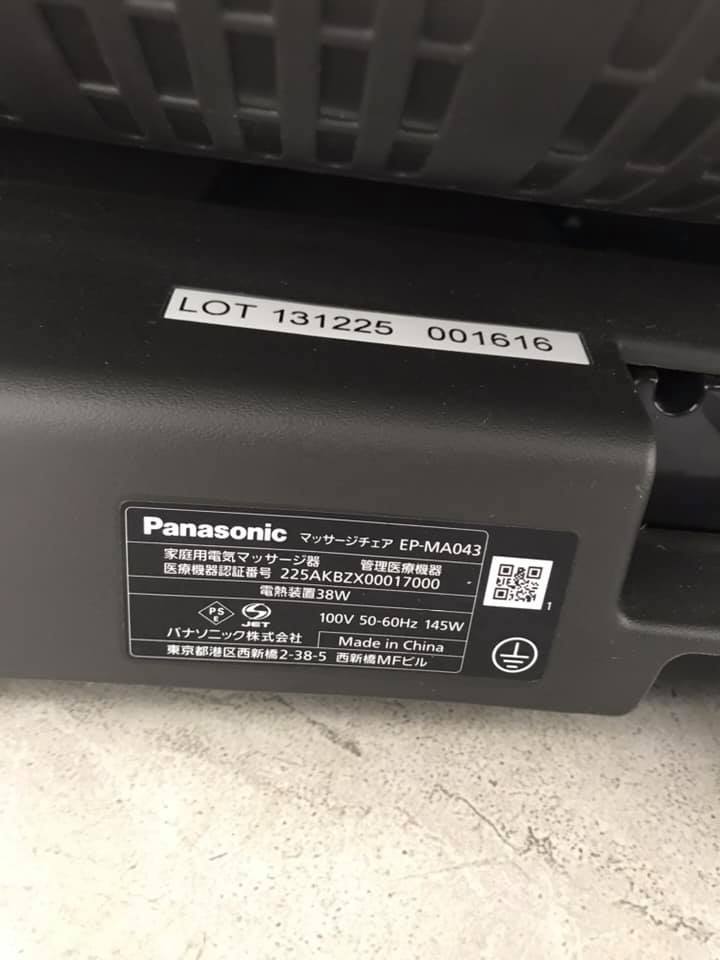 LOT 131225 001616
Panasonic マッサージチェア EP-MA043
家庭用電気マッサージ器 管理医療機器
医療機器認証番号 225AKBZX00017000
電熱装置38W
PS E JET 100V 50-60Hz 145W
パナソニック株式会社 Made in China
東京都港区西新橋2-38-5 西新橋MFビル
1